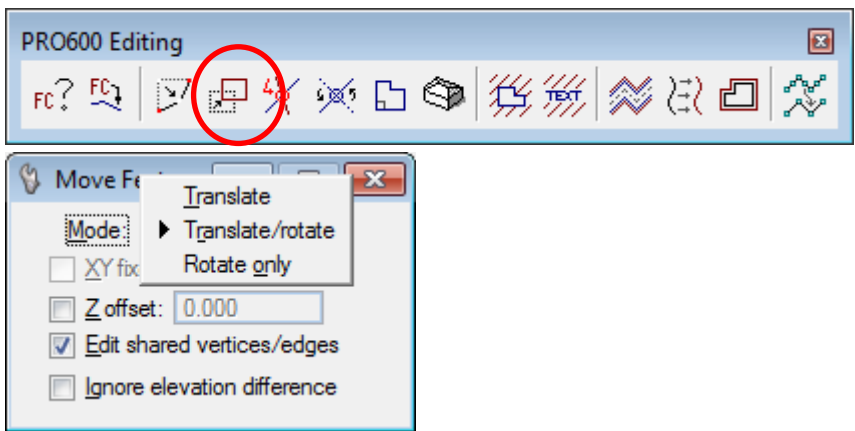 PRO600 Editing
FC? FC
TEXT
Move Fe
Translate
Mode: Translate/rotate
XY fix Rotate only
Z offset: 0.000
Edit shared vertices/edges
Ignore elevation difference